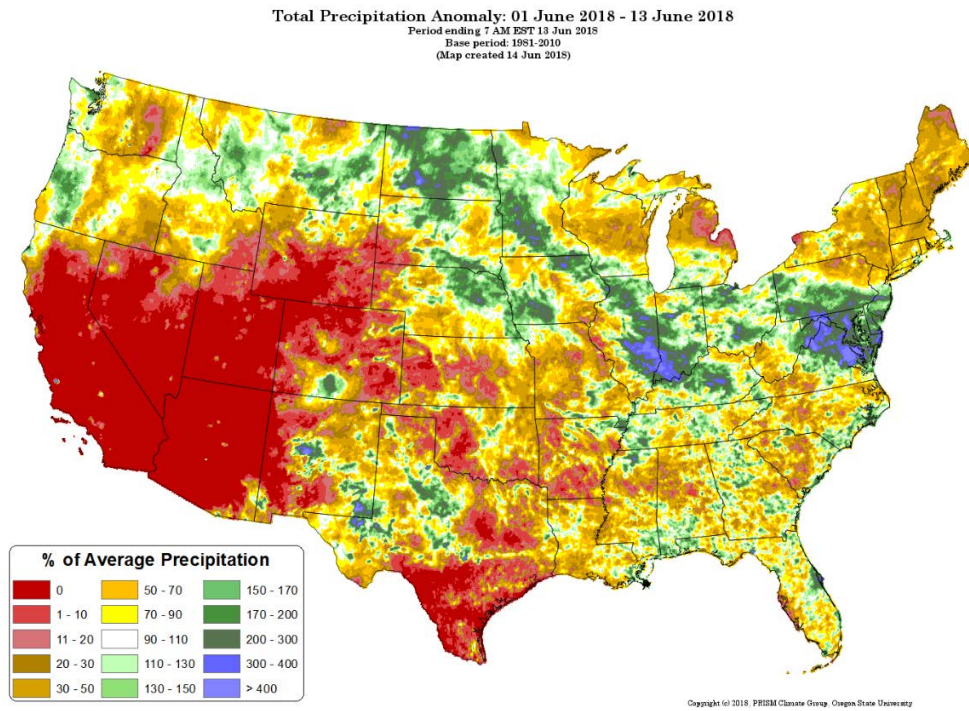 Total Precipitation Anomaly: 01 June 2018 - 13 June 2018
Period ending 7 AM EST 13 Jun 2018
Base period: 1981-2010
(Map created 14 Jun 2018)
% of Average Precipitation
0
1 - 10
11 - 20
20 - 30
30 - 50
50 - 70
70 - 90
90 - 110
110 - 130
130 - 150
150 - 170
170 - 200
200 - 300
300 - 400
> 400
Copyright (c) 2018, PRISM Climate Group, Oregon State University